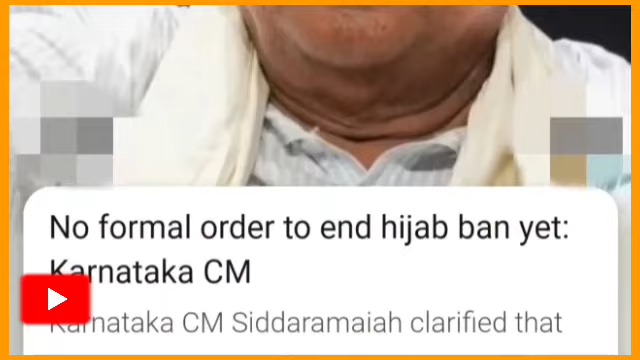 No formal order to end hijab ban yet:
Karnataka CM
Karnataka CM Siddaramaiah clarified that